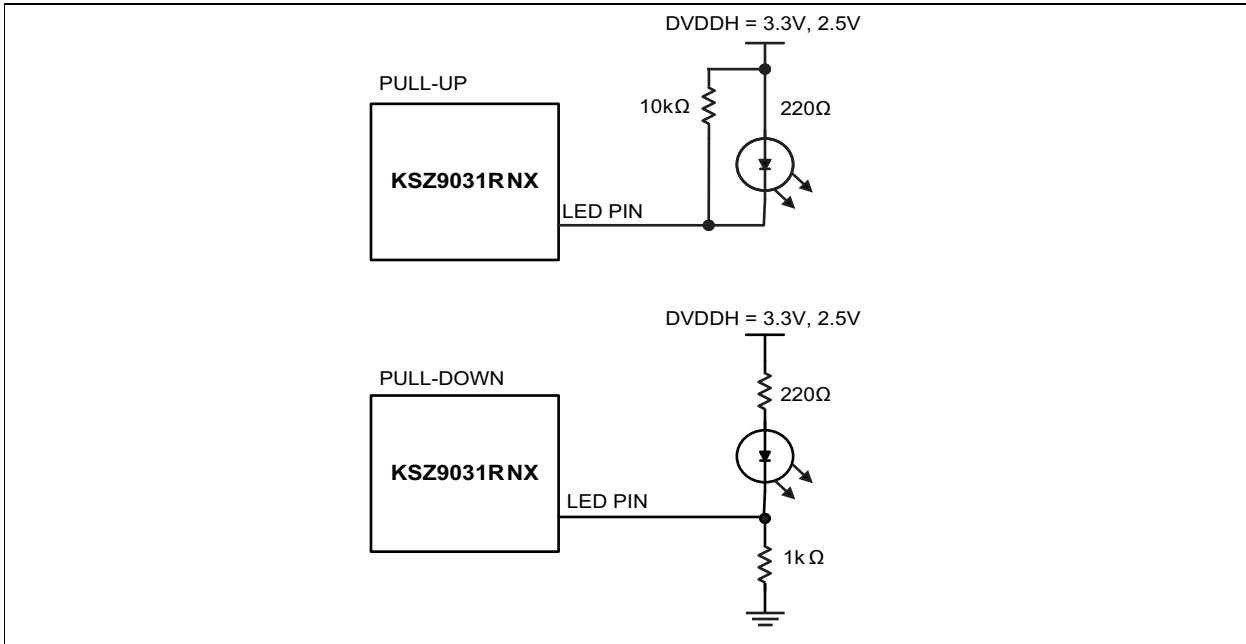 DVDDH = 3.3V, 2.5V
PULL-UP
10kΩ
220Ω
KSZ9031RNX
LED PIN
DVDDH = 3.3V, 2.5V
PULL-DOWN
220Ω
KSZ9031RNX
LED PIN
1kΩ